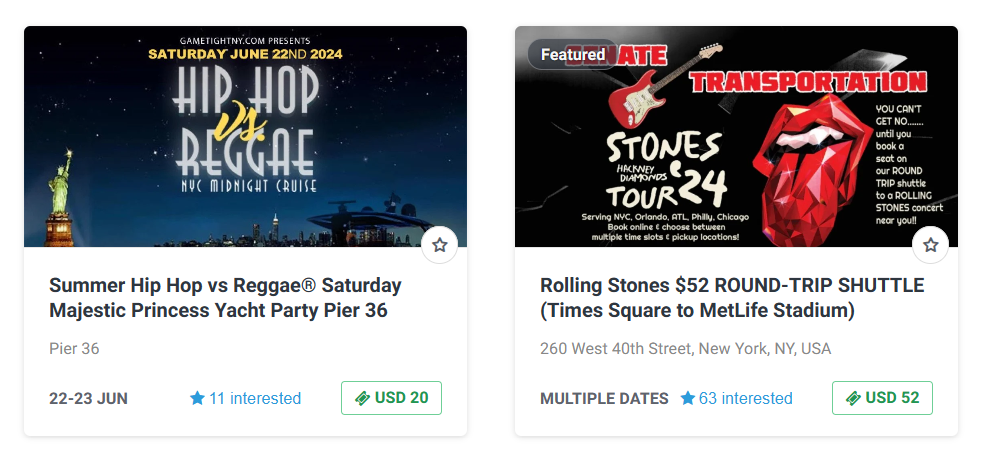 GAMETIGHTNY.COM PRESENTS
SATURDAY JUNE 22ND 2024
HIP HOP
vs.
REGGAE
NYC MIDNIGHT CRUISE
Summer Hip Hop vs Reggae® Saturday
Majestic Princess Yacht Party Pier 36
Pier 36
22-23 JUN
11 interested
USD 20
Featured
TRANSPORTATION
STONES
HACKNEY
DIAMONDS
TOUR '24
Serving NYC, Orlando, ATL, Philly, Chicago
Book online & choose between
multiple time slots & pickup locations!
YOU CAN'T
GET NO.......
until you
book a
seat on
our ROUND
TRIP shuttle
to a ROLLING
STONES concert
near you!!
Rolling Stones $52 ROUND-TRIP SHUTTLE
(Times Square to MetLife Stadium)
260 West 40th Street, New York, NY, USA
MULTIPLE DATES
63 interested
USD 52